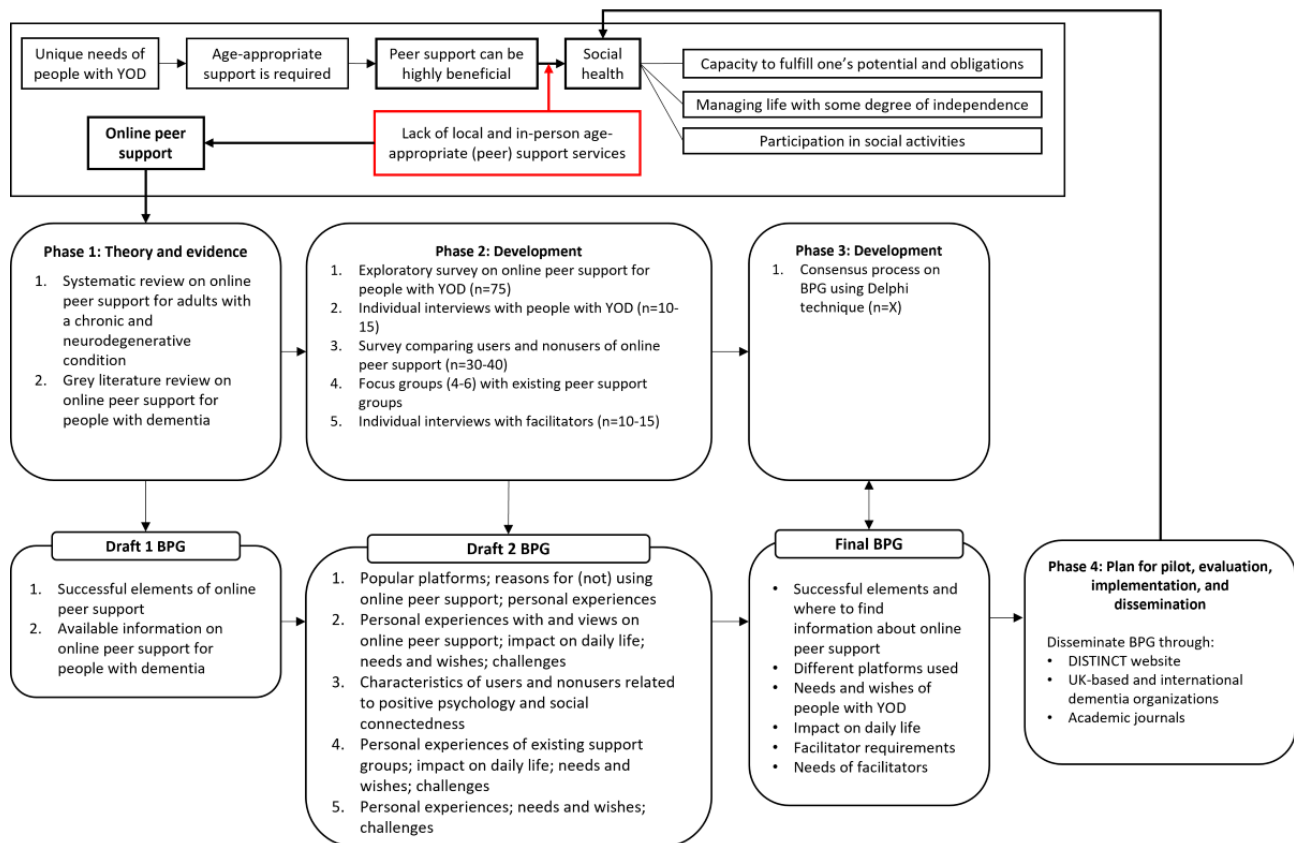 Unique needs of
people with YOD
Age-appropriate
support is required
Peer support can be
highly beneficial
Social
health
Capacity to fulfill one's potential and obligations
Managing life with some degree of independence
Participation in social activities
Online peer
support
Lack of local and in-person age-
appropriate (peer) support services
Phase 1: Theory and evidence
1. Systematic review on online
peer support for adults with
a chronic and
neurodegenerative
condition
2. Grey literature review on
online peer support for
people with dementia
Phase 2: Development
1. Exploratory survey on online peer support for
people with YOD (n=75)
2. Individual interviews with people with YOD (n=10-
15)
3. Survey comparing users and nonusers of online
peer support (n=30-40)
4. Focus groups (4-6) with existing peer support
groups
5. Individual interviews with facilitators (n=10-15)
Phase 3: Development
1. Consensus process on
BPG using Delphi
technique (n=X)
Draft 1 BPG
1. Successful elements of online
peer support
2. Available information on
online peer support for
people with dementia
Draft 2 BPG
1. Popular platforms; reasons for (not) using
online peer support; personal experiences
2. Personal experiences with and views on
online peer support; impact on daily life;
needs and wishes; challenges
3. Characteristics of users and nonusers related
to positive psychology and social
connectedness
4. Personal experiences of existing support
groups; impact on daily life; needs and
wishes; challenges
5. Personal experiences; needs and wishes;
challenges
Final BPG
• Successful elements and
where to find
information about online
peer support
• Different platforms used
• Needs and wishes of
people with YOD
• Impact on daily life
• Facilitator requirements
• Needs of facilitators
Phase 4: Plan for pilot, evaluation,
implementation, and
dissemination
Disseminate BPG through:
• DISTINCT website
• UK-based and international
dementia organizations
• Academic journals